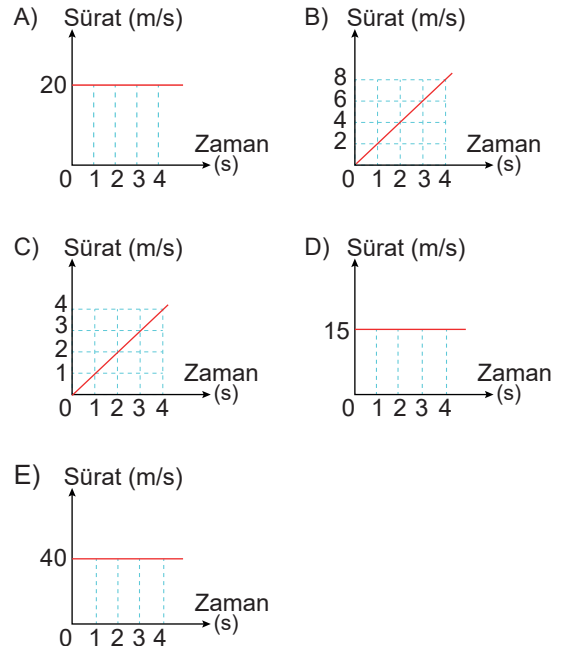 A) Sürat (m/s)
20
Zaman
(s)
0 1 2 3 4
B) Sürat (m/s)
8
6
4
2
Zaman
(s)
0 1 2 3 4
C) Sürat (m/s)
4
3
2
1
Zaman
(s)
0 1 2 3 4
D) Sürat (m/s)
15
Zaman
(s)
0 1 2 3 4
E) Sürat (m/s)
40
Zaman
(s)
0 1 2 3 4